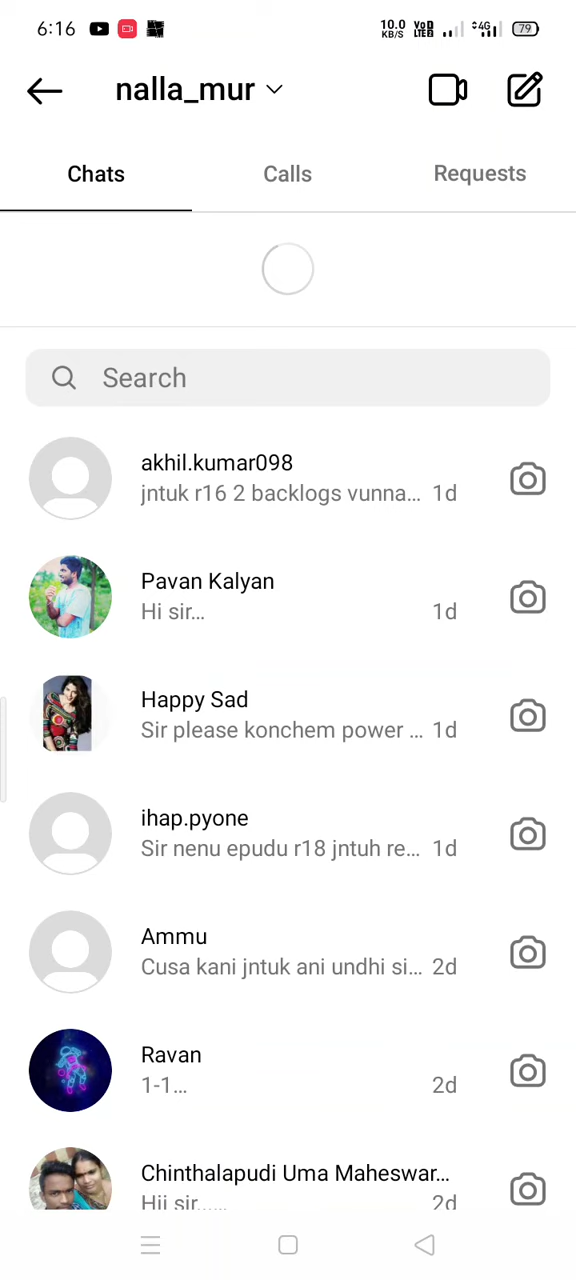 6:16
10.0 KB/S VoD LTE2 4G 79
nalla_mur
Chats Calls Requests
Search
akhil.kumar098
jntuk r16 2 backlogs vunna... 1d
Pavan Kalyan
Hi sir... 1d
Happy Sad
Sir please konchem power ... 1d
ihap.pyone
Sir nenu epudu r18 jntuh re... 1d
Ammu
Cusa kani jntuk ani undhi si... 2d
Ravan
1-1... 2d
Chinthalapudi Uma Maheswar...
Hii sir...... 2d